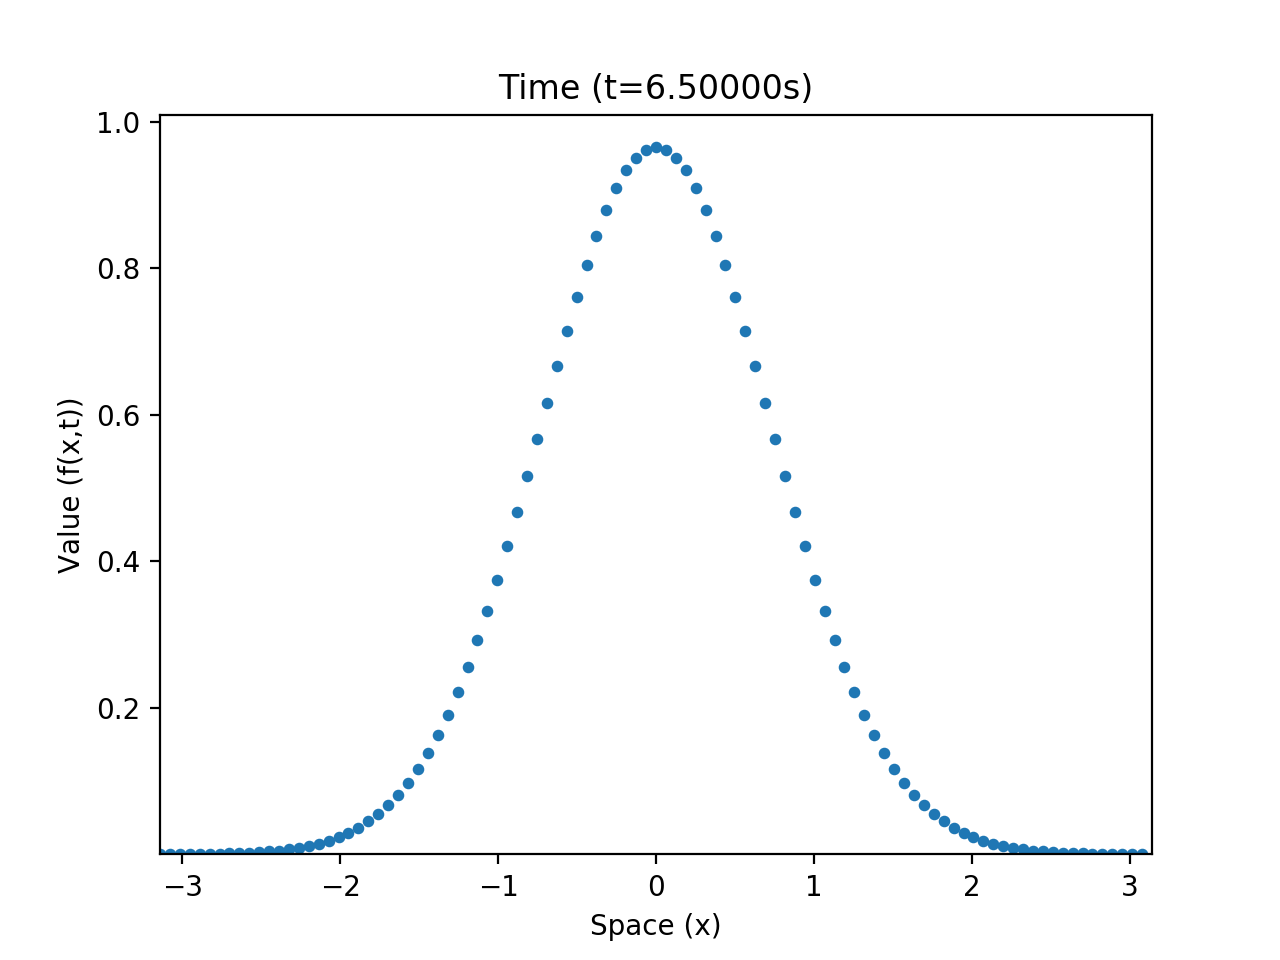 Time (t=6.50000s)
1.0
0.8
0.6
0.4
0.2
Value (f(x,t))
−3 −2 −1 0 1 2 3
Space (x)